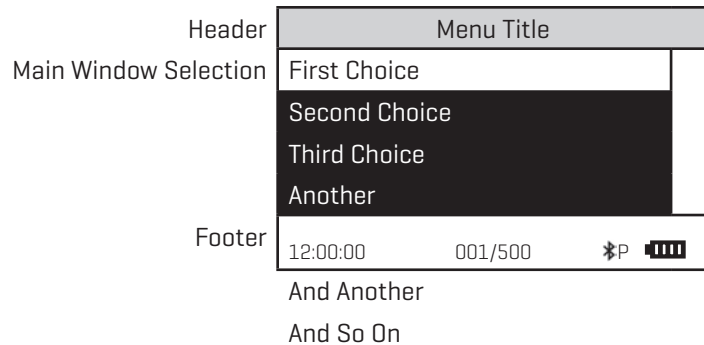 Header Menu Title
Main Window Selection First Choice
Second Choice
Third Choice
Another
Footer 12:00:00 001/500 P
And Another
And So On